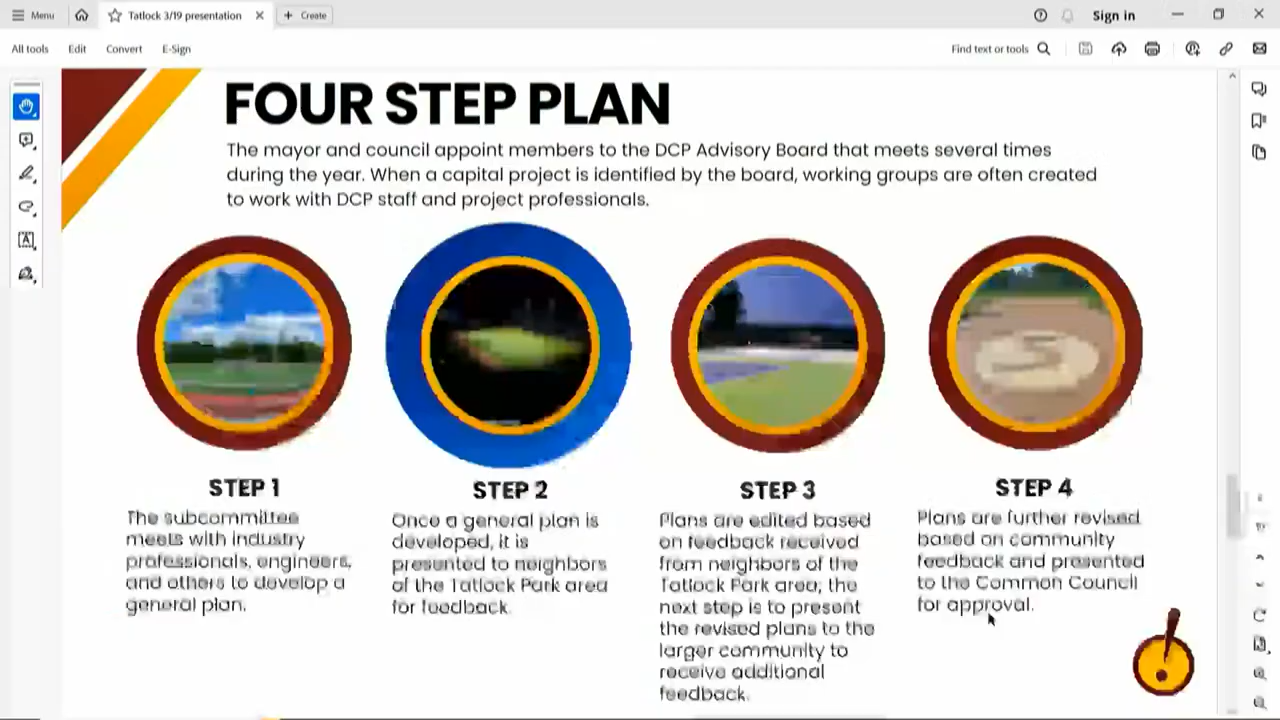 Menu
Tatlock 3/19 presentation
Create
Sign in
All tools
Edit
Convert
E-Sign
Find text or tools
FOUR STEP PLAN
The mayor and council appoint members to the DCP Advisory Board that meets several times
during the year. When a capital project is identified by the board, working groups are often created
to work with DCP staff and project professionals.
STEP 1
The subcommittee
meets with industry
professionals, engineers,
and others to develop a
general plan.
STEP 2
Once a general plan is
developed, it is
presented to neighbors
of the Tatlock Park area
for feedback.
STEP 3
Plans are edited based
on feedback received
from neighbors of the
Tatlock Park area; the
next step is to present
the revised plans to the
larger community to
receive additional
feedback.
STEP 4
Plans are further revised
based on community
feedback and presented
to the Common Council
for approval.